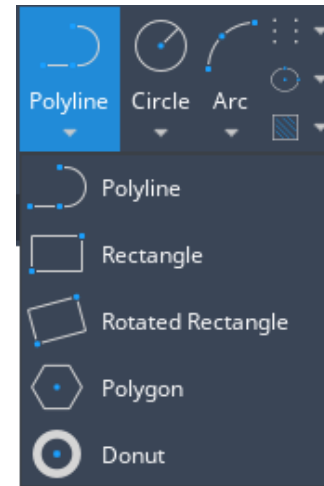 Polyline Circle Arc
Polyline
Rectangle
Rotated Rectangle
Polygon
Donut